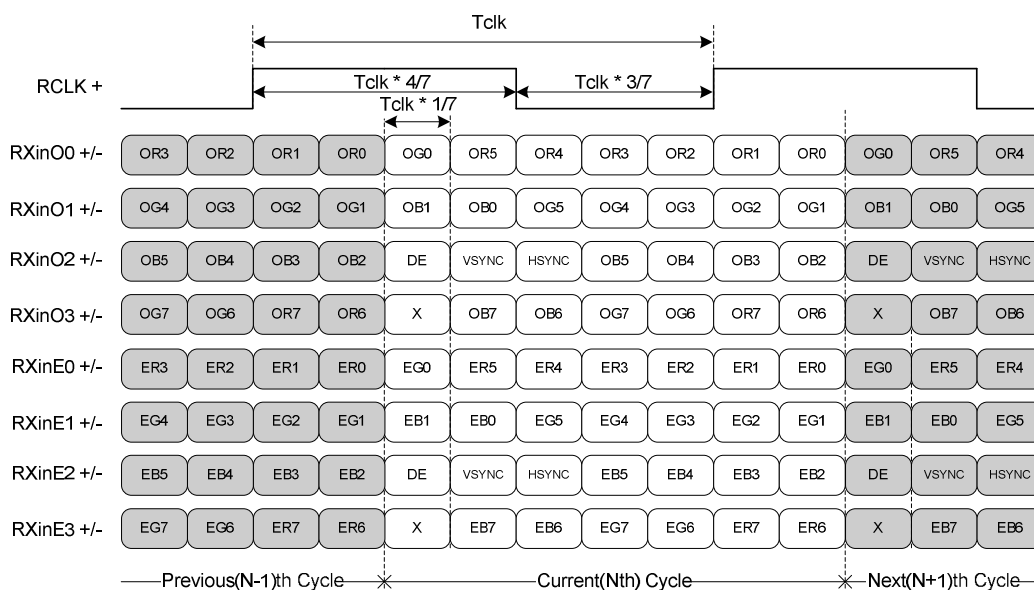 Tclk
RCLK +
Tclk * 4/7
Tclk * 3/7
Tclk * 1/7
RXinO0 +/- OR3 OR2 OR1 OR0 OG0 OR5 OR4 OR3 OR2 OR1 OR0 OG0 OR5 OR4
RXinO1 +/- OG4 OG3 OG2 OG1 OB1 OB0 OG5 OG4 OG3 OG2 OG1 OB1 OB0 OG5
RXinO2 +/- OB5 OB4 OB3 OB2 DE VSYNC HSYNC OB5 OB4 OB3 OB2 DE VSYNC HSYNC
RXinO3 +/- OG7 OG6 OR7 OR6 X OB7 OB6 OG7 OG6 OR7 OR6 X OB7 OB6
RXinE0 +/- ER3 ER2 ER1 ER0 EG0 ER5 ER4 ER3 ER2 ER1 ER0 EG0 ER5 ER4
RXinE1 +/- EG4 EG3 EG2 EG1 EB1 EB0 EG5 EG4 EG3 EG2 EG1 EB1 EB0 EG5
RXinE2 +/- EB5 EB4 EB3 EB2 DE VSYNC HSYNC EB5 EB4 EB3 EB2 DE VSYNC HSYNC
RXinE3 +/- EG7 EG6 ER7 ER6 X EB7 EB6 EG7 EG6 ER7 ER6 X EB7 EB6
Previous(N-1)th Cycle Current(Nth) Cycle Next(N+1)th Cycle